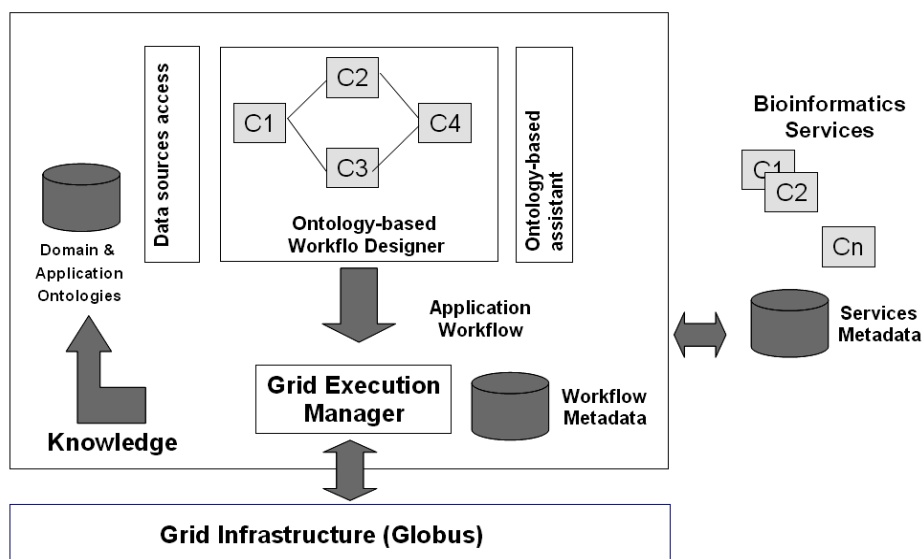 Data sources access
C1
C2
C3
C4
Ontology-based
Workflo Designer
Ontology-based
assistant
Bioinformatics
Services
C1
C2
Cn
Services
Metadata
Domain &
Application
Ontologies
Application
Workflow
Grid Execution
Manager
Workflow
Metadata
Knowledge
Grid Infrastructure (Globus)